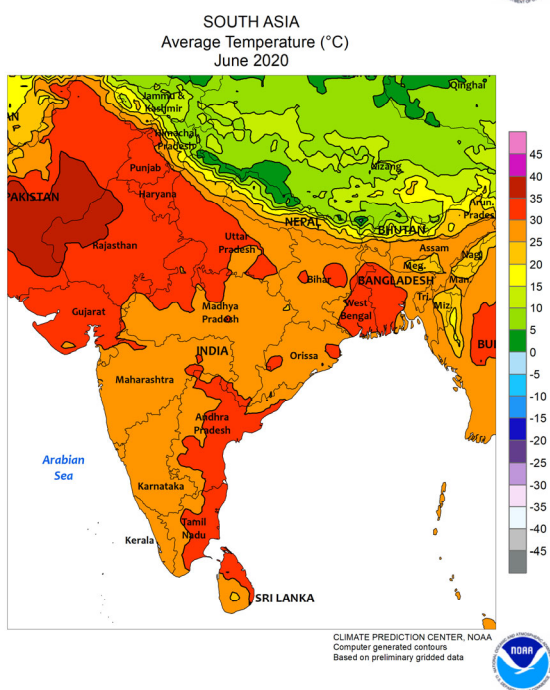 SOUTH ASIA
Average Temperature (°C)
June 2020
Jammu &
Kashmir
Qinghai
Himachal
Pradesh
Xizang
Punjab
PAKISTAN
Haryana
Arun.
Prades
NEPAL
BHUTAN
Rajasthan
Uttar
Pradesh
Assam
Nagl
Meg.
Bihar
BANGLADESH
Man.
Tri.
Miz.
Gujarat
Madhya
Pradesh
West
Bengal
BU
INDIA
Orissa
Maharashtra
Andhra
Pradesh
Arabian
Sea
Karnataka
Tamil
Nadu
Kerala
SRI LANKA
45
40
35
30
25
20
15
10
5
0
-5
-10
-15
-20
-25
-30
-35
-40
-45
CLIMATE PREDICTION CENTER, NOAA
Computer generated contours
Based on preliminary gridded data
NOAA